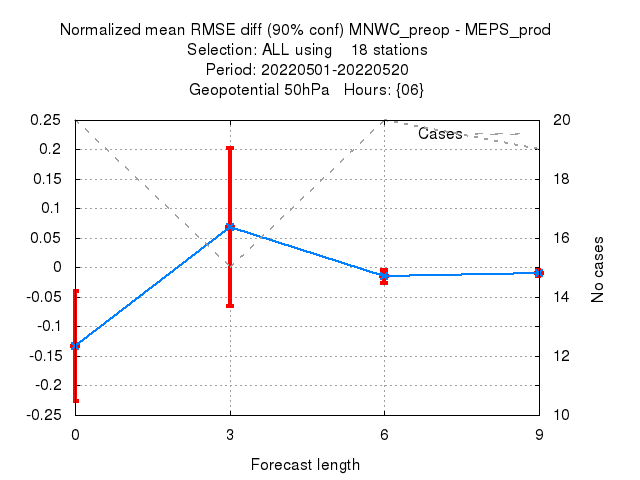 Normalized mean RMSE diff (90% conf) MNWC_preop - MEPS_prod
Selection: ALL using    18 stations
Period: 20220501-20220520
Geopotential 50hPa   Hours: {06}
0.25
0.2
0.15
0.1
0.05
0
-0.05
-0.1
-0.15
-0.2
-0.25
Cases
20
18
16
14
12
10
No cases
0 3 6 9
Forecast length